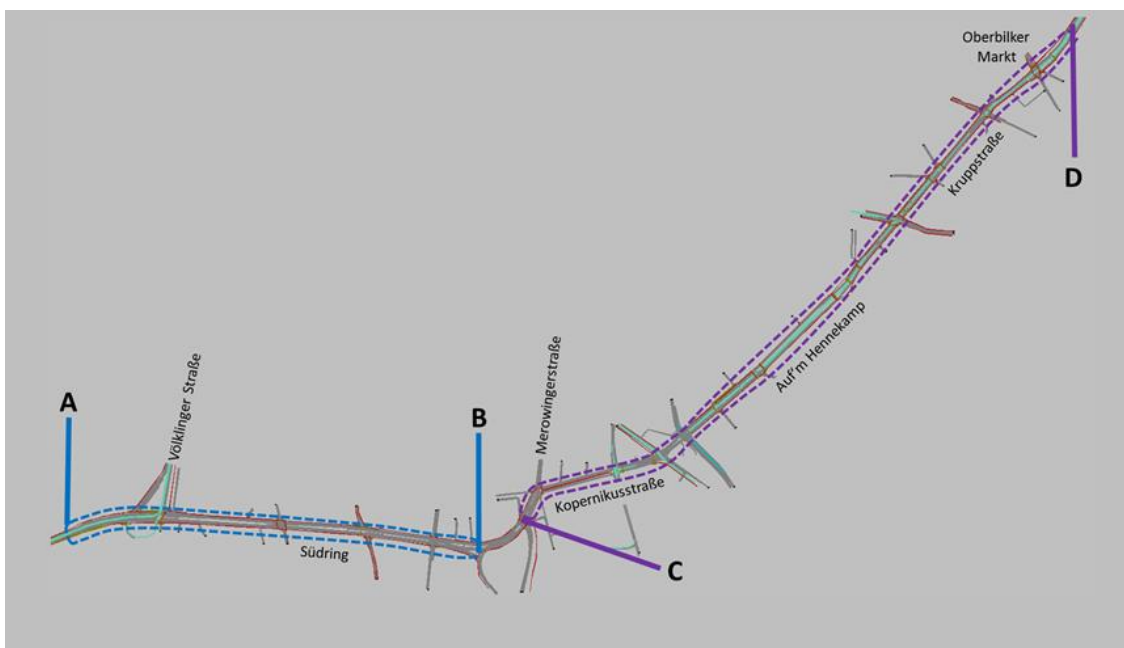 Oberbilker
Markt
D
Kruppstraße
Auf'm Hennekamp
Merowingerstraße
Völklinger Straße
A
B
Kopernikusstraße
Südring
C